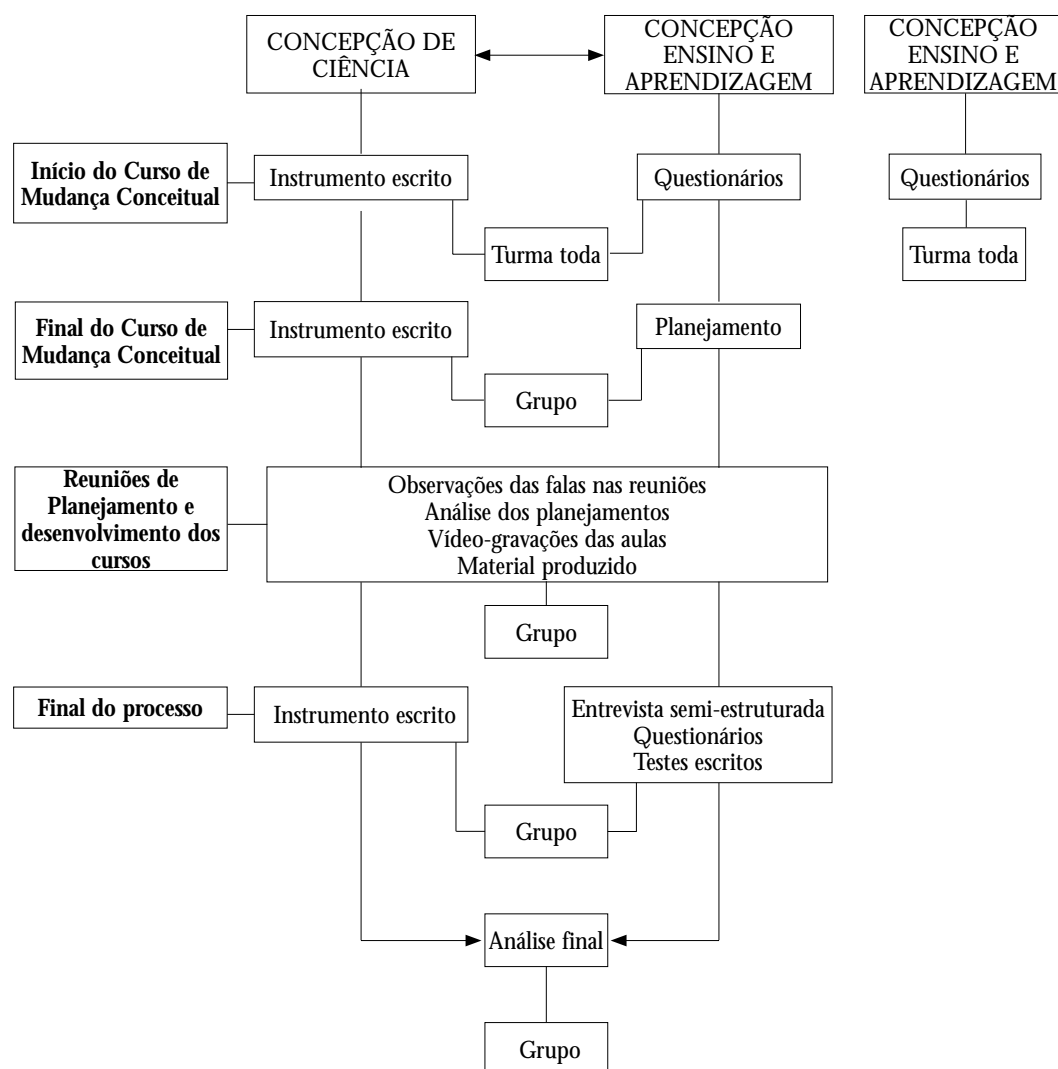 CONCEPÇÃO DE
CIÊNCIA
CONCEPÇÃO
ENSINO E
APRENDIZAGEM
CONCEPÇÃO
ENSINO E
APRENDIZAGEM
Início do Curso de
Mudança Conceitual
Instrumento escrito
Questionários
Questionários
Turma toda
Turma toda
Final do Curso de
Mudança Conceitual
Instrumento escrito
Planejamento
Grupo
Reuniões de
Planejamento e
desenvolvimento dos
cursos
Observações das falas nas reuniões
Análise dos planejamentos
Vídeo-gravações das aulas
Material produzido
Grupo
Final do processo
Instrumento escrito
Entrevista semi-estruturada
Questionários
Testes escritos
Grupo
Análise final
Grupo